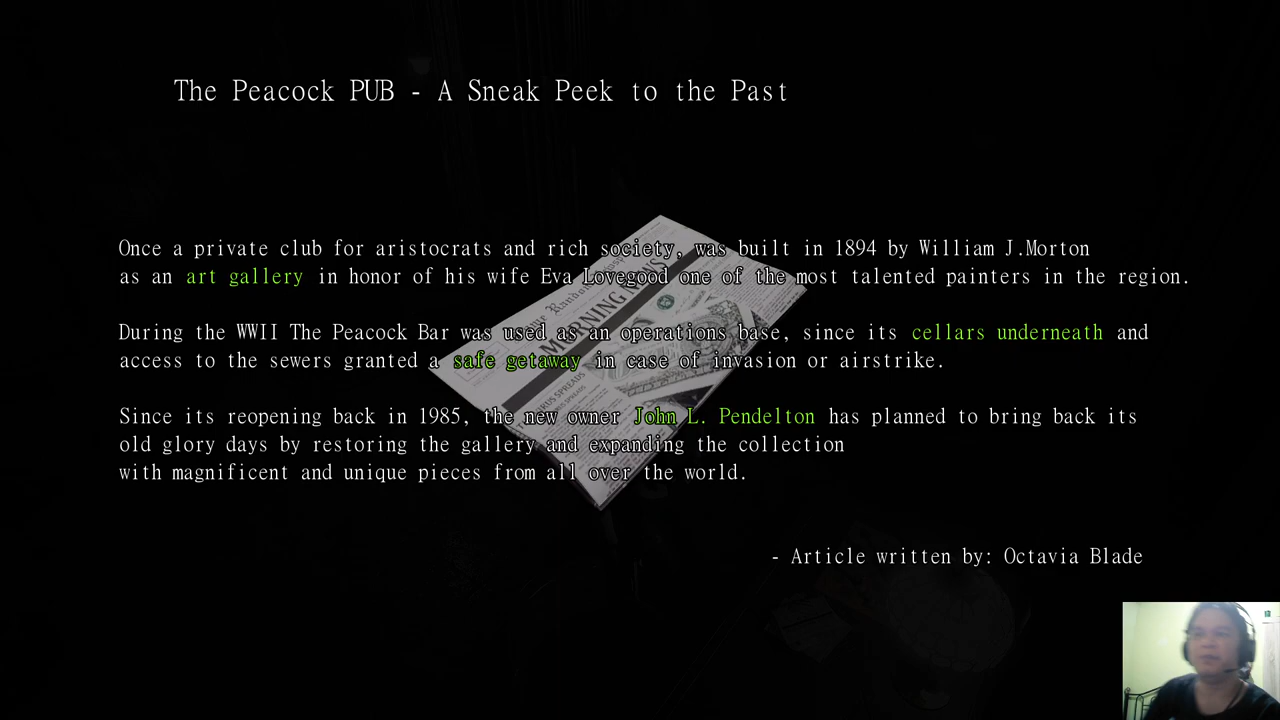 The Peacock PUB - A Sneak Peek to the Past
Once a private club for aristocrats and rich society, was built in 1894 by William J.Morton
as an art gallery in honor of his wife Eva Lovegood one of the most talented painters in the region.
During the WWII The Peacock Bar was used as an operations base, since its cellars underneath and
access to the sewers granted a safe getaway in case of invasion or airstrike.
Since its reopening back in 1985, the new owner John L. Pendelton has planned to bring back its
old glory days by restoring the gallery and expanding the collection
with magnificent and unique pieces from all over the world.
- Article written by: Octavia Blade
MORNING NEWS